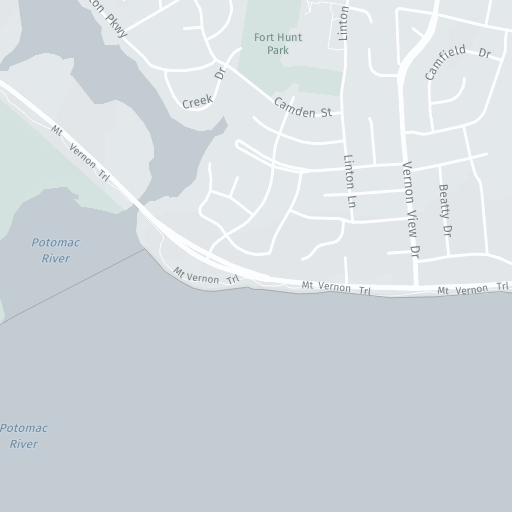 Pkwy
Linton
Fort Hunt
Park
Camfield Dr
Creek Dr
Camden St
Mt Vernon Trl
Linton Ln
Vernon View Dr
Beatty Dr
Potomac
River
Mt Vernon Trl
Mt Vernon Trl
Mt Vernon Trl
Potomac
River